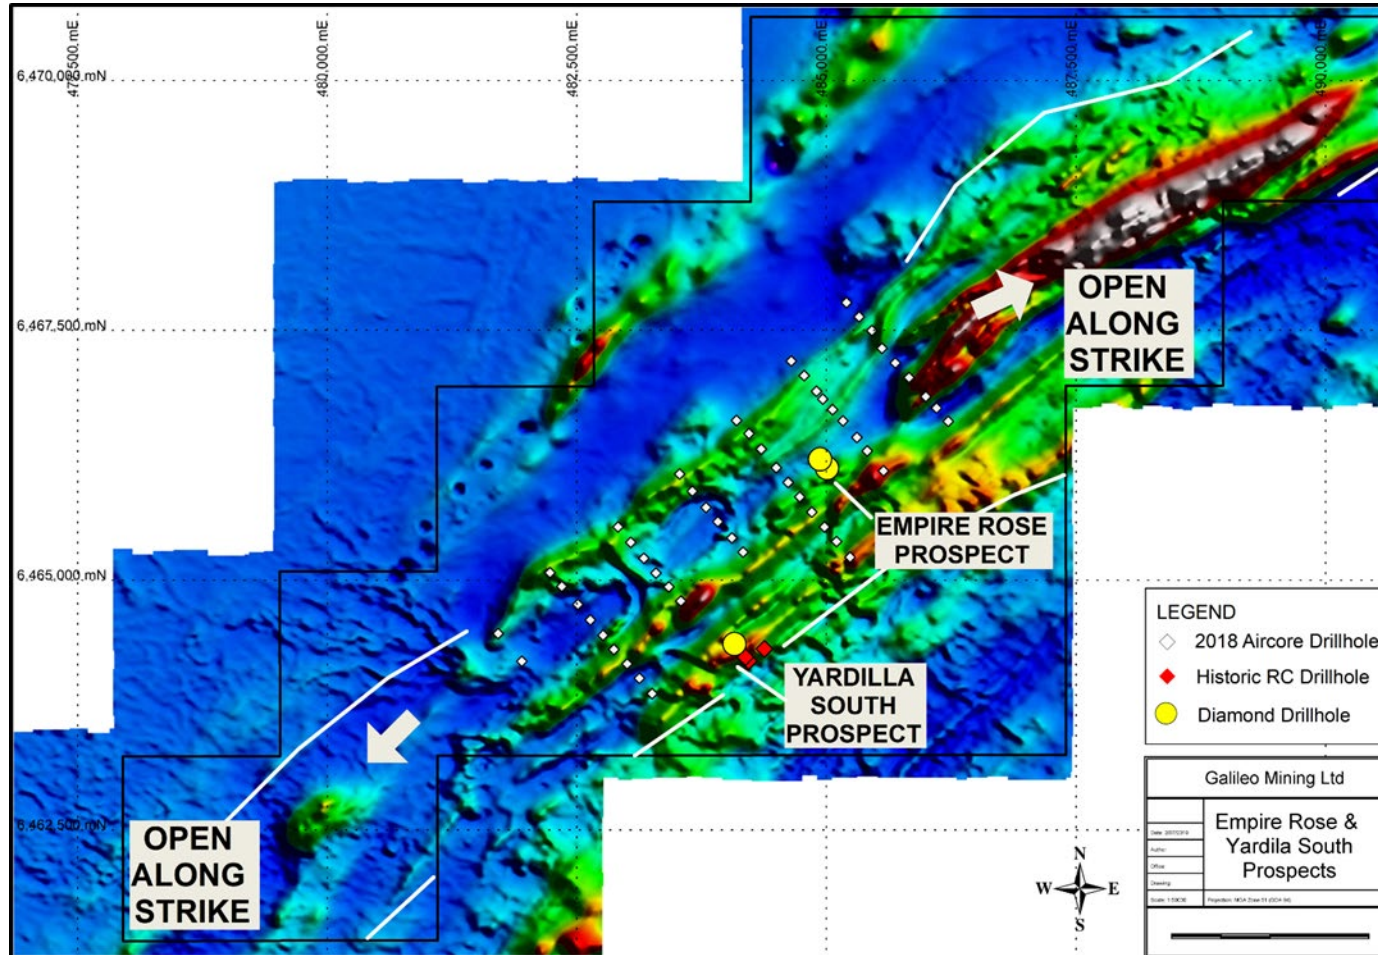 477,500 mE
480,000 mE
482,500 mE
485,000 mE
487,500 mE
490,000 mE
6,470,000 mN
6,467,500 mN
6,465,000 mN
6,462,500 mN
OPEN
ALONG
STRIKE
EMPIRE ROSE
PROSPECT
YARDILLA
SOUTH
PROSPECT
OPEN
ALONG
STRIKE
LEGEND
2018 Aircore Drillhole
Historic RC Drillhole
Diamond Drillhole
Galileo Mining Ltd
Empire Rose &
Yardila South
Prospects
Author:
Office:
Drawing:
N
W E
S